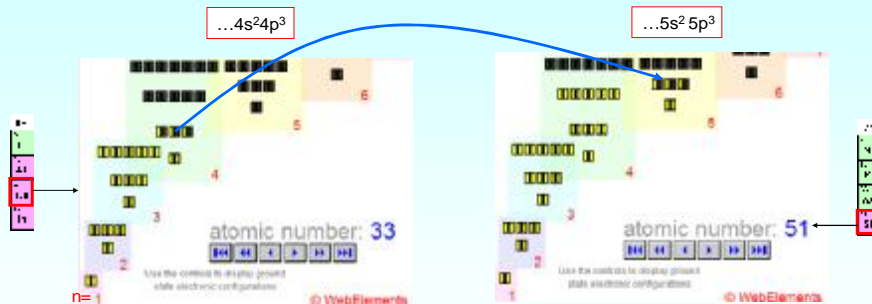 …4s²4p³
…5s² 5p³
6
5
4
3
2
n= 1
atomic number: 33
Use the controls to display ground
state electronic configurations
© WebElements
6
5
4
3
2
1
atomic number: 51
Use the controls to display ground
state electronic configurations
© WebElements